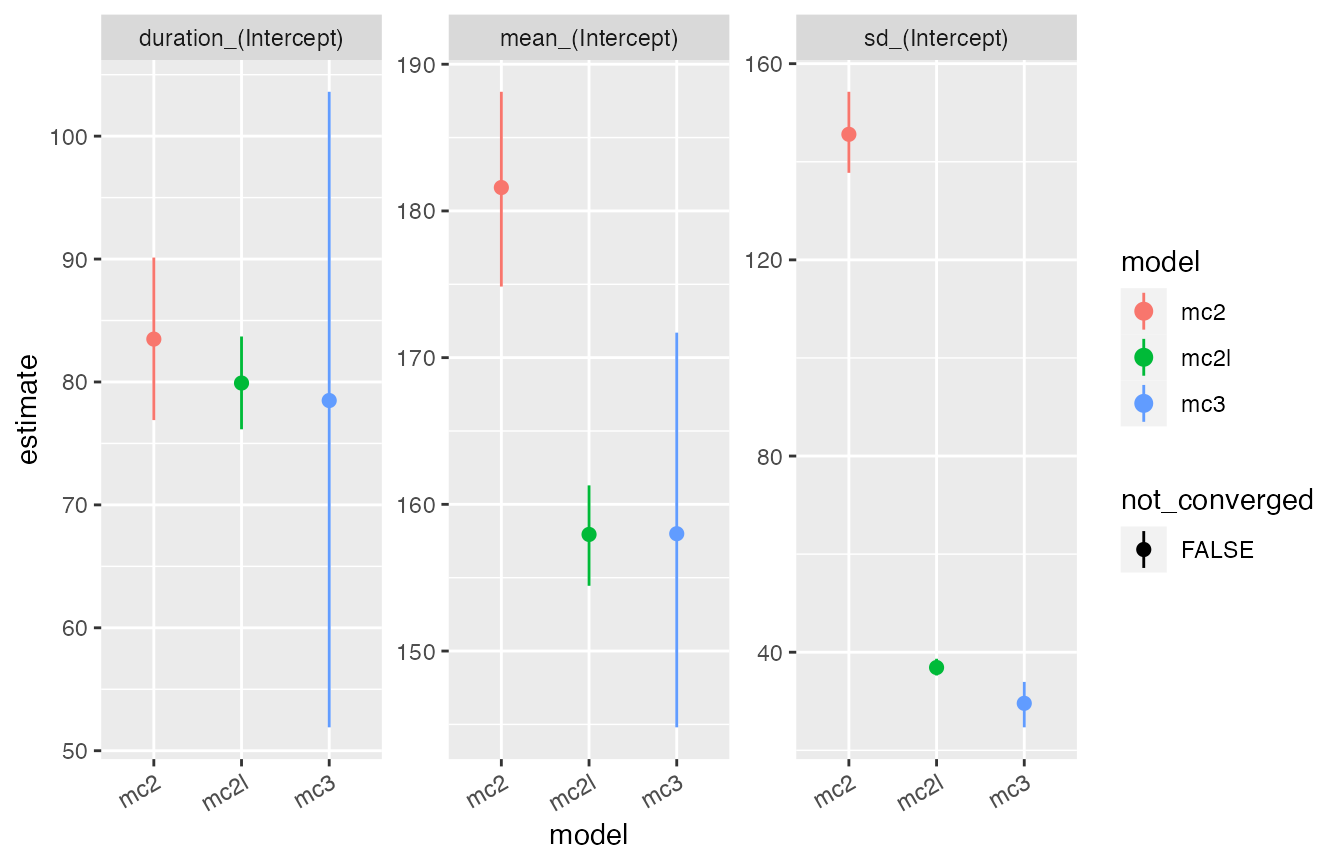 duration_(Intercept)
mean_(Intercept)
sd_(Intercept)
estimate
100
90
80
70
60
50
190
180
170
160
150
160
120
80
40
mc2
mc2l
mc3
mc2
mc2l
mc3
mc2
mc2l
mc3
model
model
mc2
mc2l
mc3
not_converged
FALSE